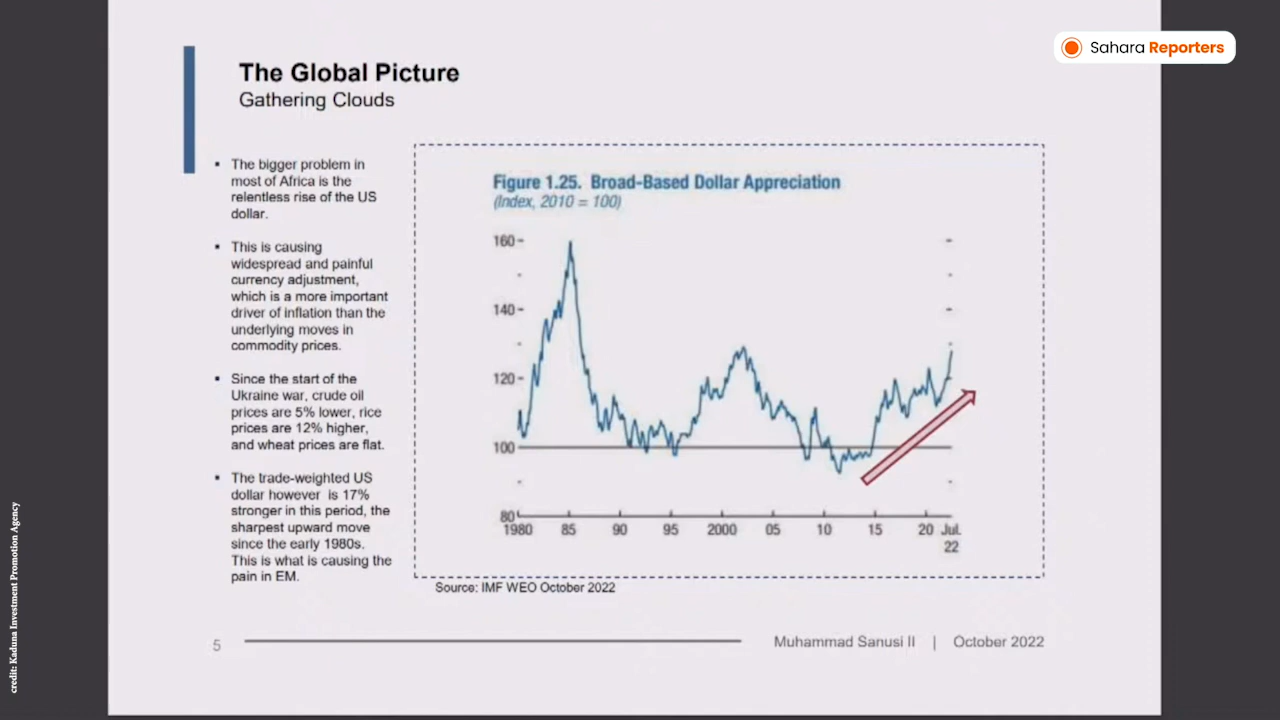 Sahara Reporters
The Global Picture
Gathering Clouds
▪ The bigger problem in
most of Africa is the
relentless rise of the US
dollar.
▪ This is causing
widespread and painful
currency adjustment,
which is a more important
driver of inflation than the
underlying moves in
commodity prices.
▪ Since the start of the
Ukraine war, crude oil
prices are 5% lower, rice
prices are 12% higher,
and wheat prices are flat.
▪ The trade-weighted US
dollar however is 17%
stronger in this period, the
sharpest upward move
since the early 1980s.
This is what is causing the
pain in EM.
Figure 1.25. Broad-Based Dollar Appreciation
(Index, 2010 = 100)
160
140
120
100
80
1980 85 90 95 2000 05 10 15 20 Jul.
22
Source: IMF WEO October 2022
5
Muhammad Sanusi II | October 2022
credit: Kaduna Investment Promotion Agency